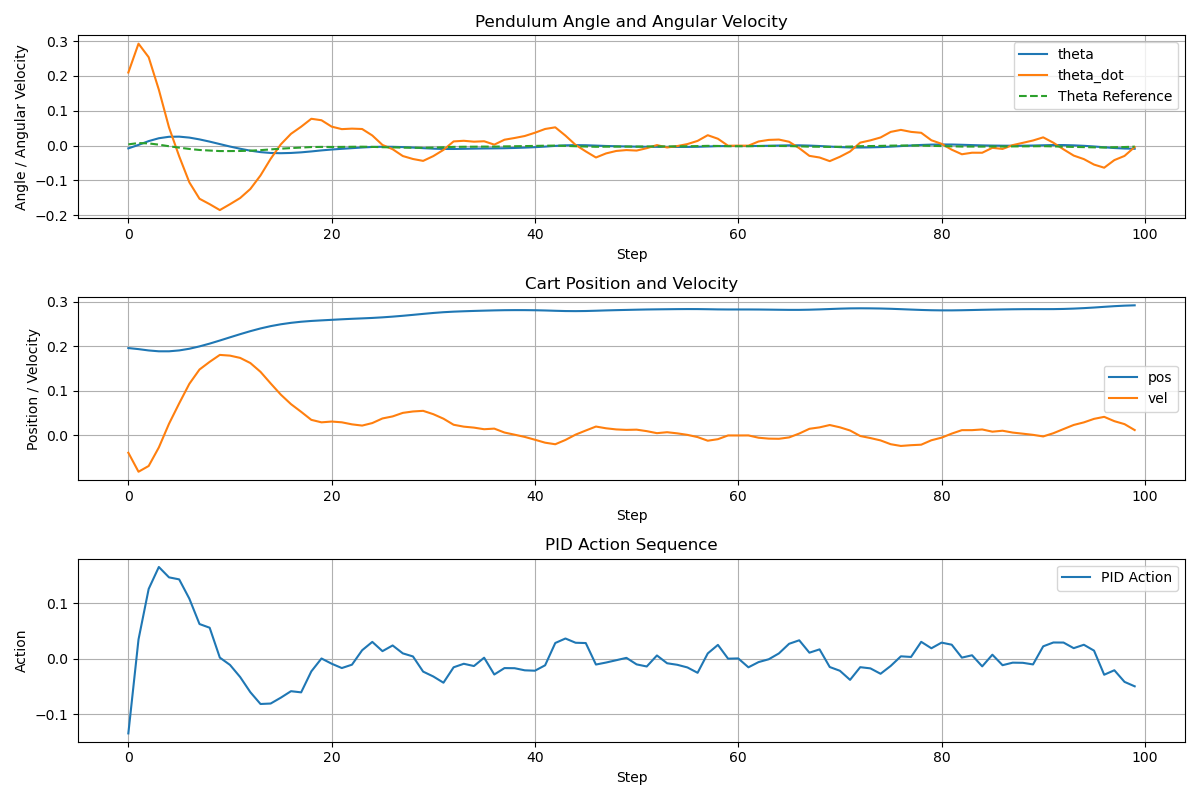 Pendulum Angle and Angular Velocity
Angle / Angular Velocity
0.3
0.2
0.1
0.0
−0.1
−0.2
theta
theta_dot
Theta Reference
0 20 40 60 80 100
Step
Cart Position and Velocity
Position / Velocity
0.3
0.2
0.1
0.0
pos
vel
0 20 40 60 80 100
Step
PID Action Sequence
Action
0.1
0.0
−0.1
PID Action
0 20 40 60 80 100
Step